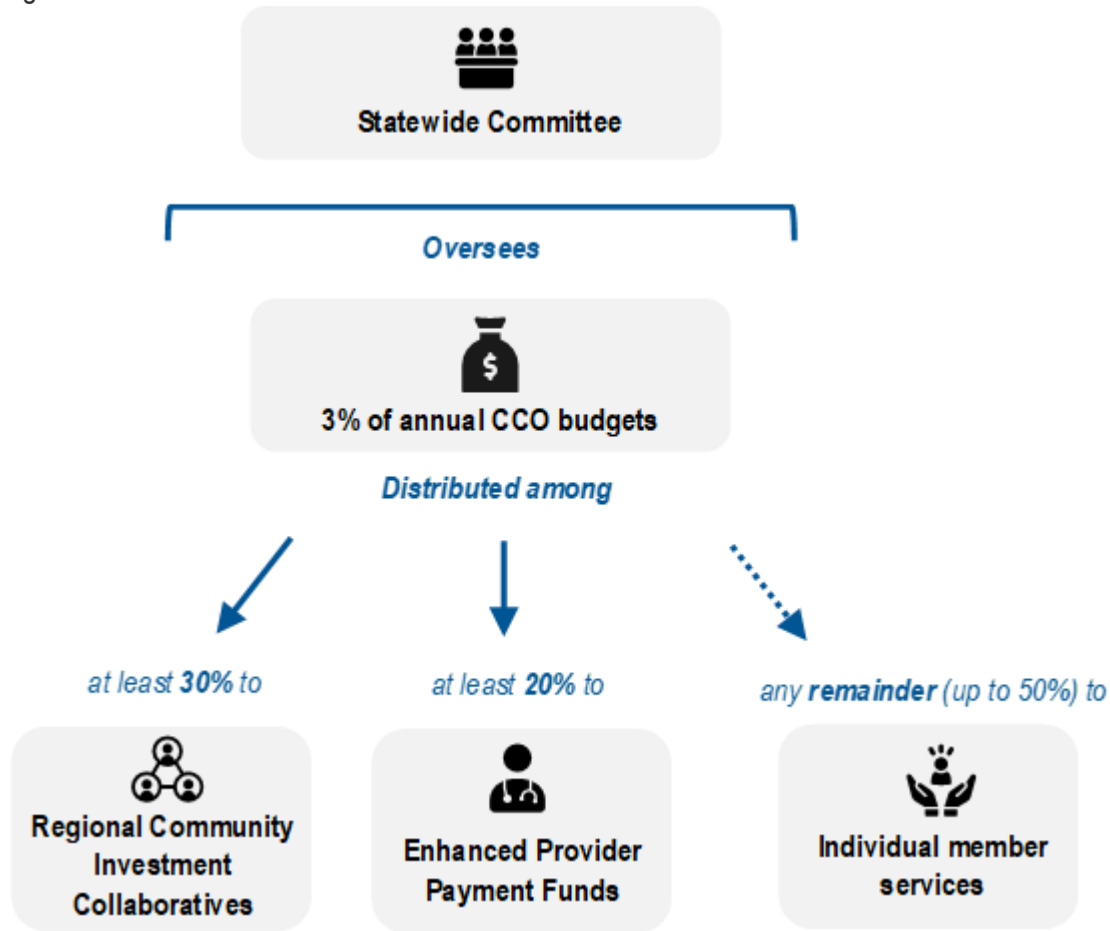 Statewide Committee
Oversees
$
3% of annual CCO budgets
Distributed among
at least 30% to
at least 20% to
any remainder (up to 50%) to
Regional Community
Investment
Collaboratives
Enhanced Provider
Payment Funds
Individual member
services